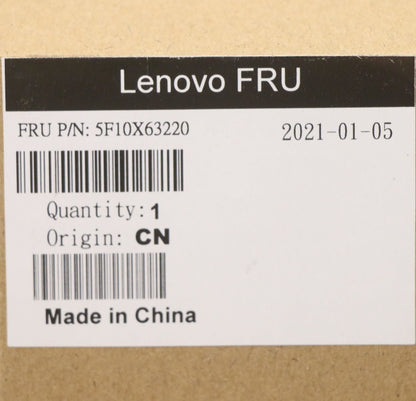 Lenovo FRU
FRU P/N: 5F10X63220
2021-01-05
Quantity: 1
Origin: CN
Made in China